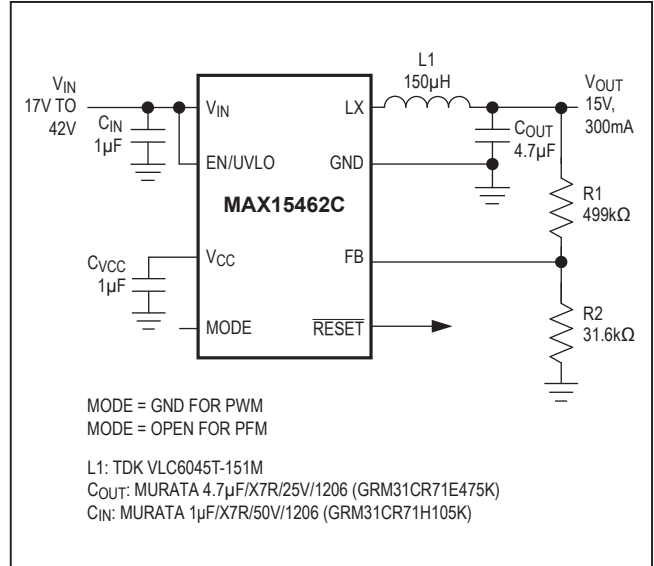 L1
150µH
VIN
17V TO
42V
CIN
1µF
VIN
LX
VOUT
15V,
300mA
COUT
4.7µF
EN/UVLO
GND
MAX15462C
R1
499kΩ
CVCC
1µF
VCC
FB
MODE
RESET
R2
31.6kΩ
MODE = GND FOR PWM
MODE = OPEN FOR PFM
L1: TDK VLC6045T-151M
COUT: MURATA 4.7µF/X7R/25V/1206 (GRM31CR71E475K)
CIN: MURATA 1µF/X7R/50V/1206 (GRM31CR71H105K)